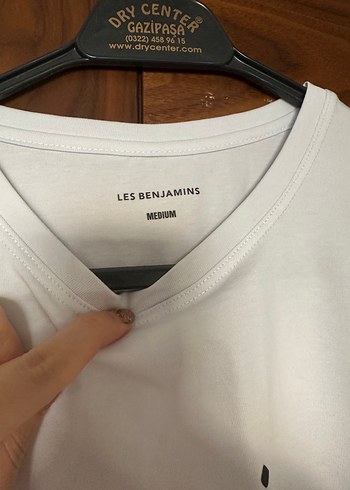 DRY CENTER®
GAZİPAŞA
(0322) 458 96 15
www.drycenter.com
LES BENJAMINS
MEDIUM